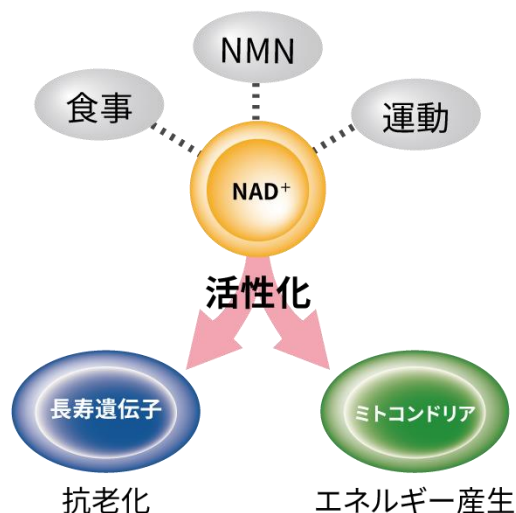 NMN
食事
運動
NAD⁺
活性化
長寿遺伝子
ミトコンドリア
抗老化
エネルギー産生